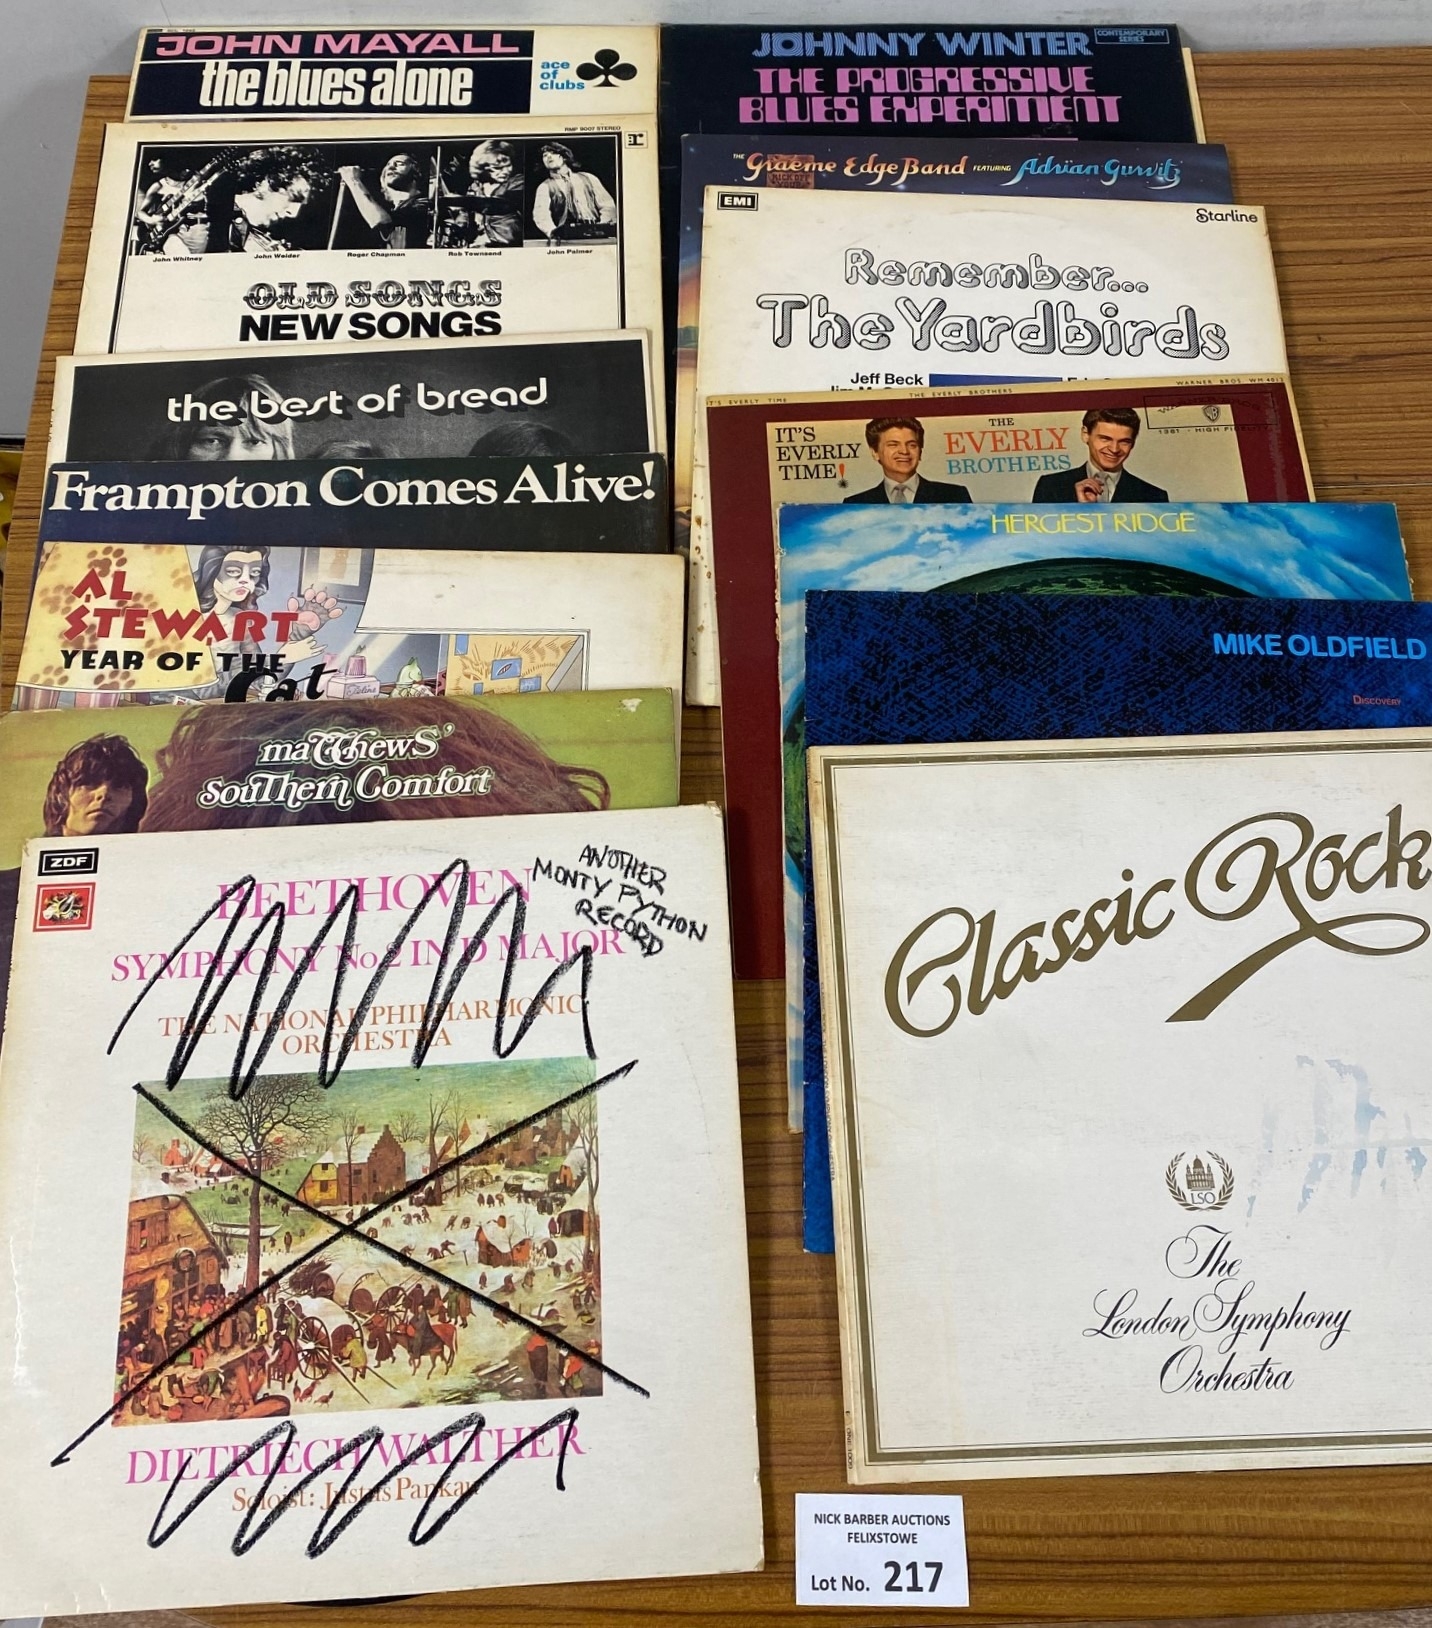 JOHN MAYALL
the blues alone
ace
of
clubs
JOHNNY WINTER
CONTEMPORARY
SERIES
THE PROGRESSIVE
BLUES EXPERIMENT
RMP 9007 STEREO
John Whitney John Weider Roger Chapman Rob Townsend John Palmer
OLD SONGS
NEW SONGS
THE Graeme Edge Band FEATURING Adrian Gurvitz
EMI
Starline
Remember...
The Yardbirds
Jeff Beck
the best of bread
IT'S EVERLY TIME THE EVERLY BROTHERS WARNER BROS. WM 4012
IT'S
EVERLY
TIME!
THE
EVERLY
BROTHERS
Frampton Comes Alive!
HERGEST RIDGE
AL
STEWART
YEAR OF THE
Cat
MIKE OLDFIELD
DISCOVERY
matthews'
southern Comfort
Classic Rock
LSO
The
London Symphony
Orchestra
ZDF
BEETHOVEN
SYMPHONY No.2 IN D MAJOR
THE NATIONAL PHILHARMONIC
ORCHESTRA
ANOTHER
MONTY PYTHON
RECORD
DIETRIECH WALTHER
Soloist: Justus Pankau
NICK BARBER AUCTIONS
FELIXSTOWE
Lot No. 217